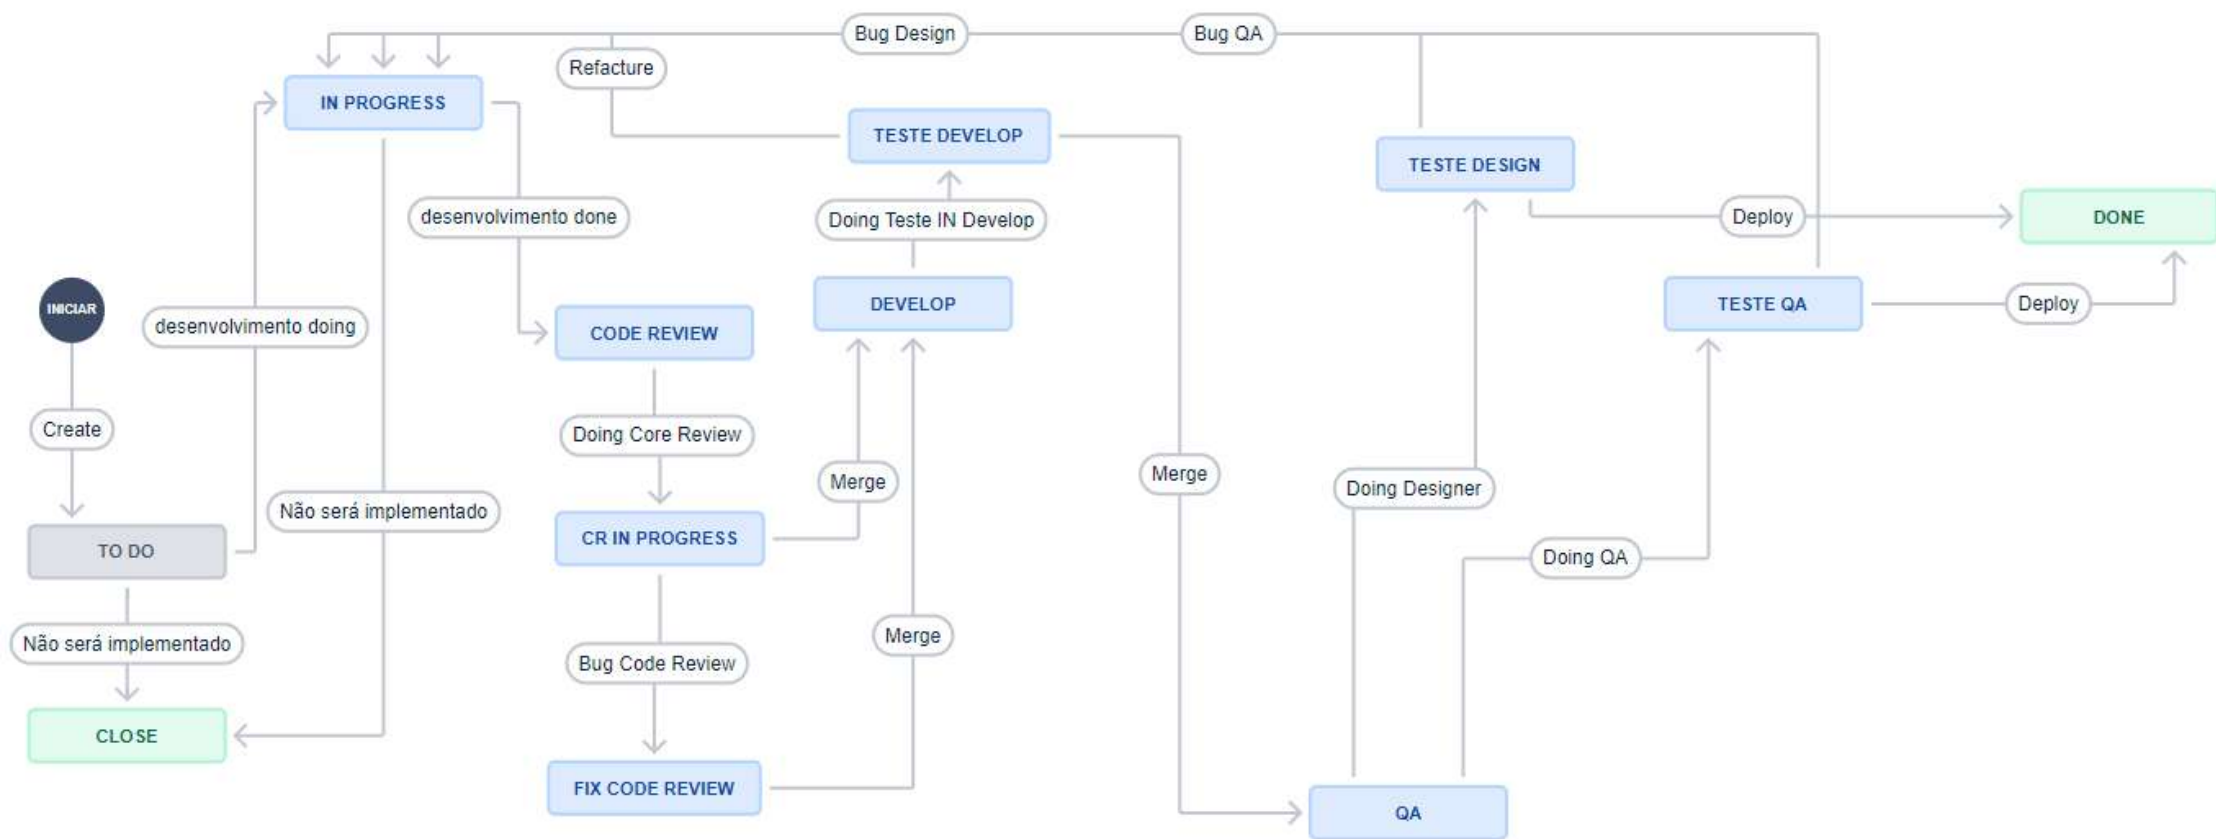 Bug Design
Bug QA
Refacture
IN PROGRESS
TESTE DEVELOP
TESTE DESIGN
desenvolvimento done
Doing Teste IN Develop
Deploy
DONE
INICIAR
desenvolvimento doing
CODE REVIEW
DEVELOP
TESTE QA
Deploy
Create
Doing Core Review
Merge
Merge
Doing Designer
Não será implementado
TO DO
CR IN PROGRESS
Doing QA
Não será implementado
Bug Code Review
Merge
CLOSE
FIX CODE REVIEW
QA